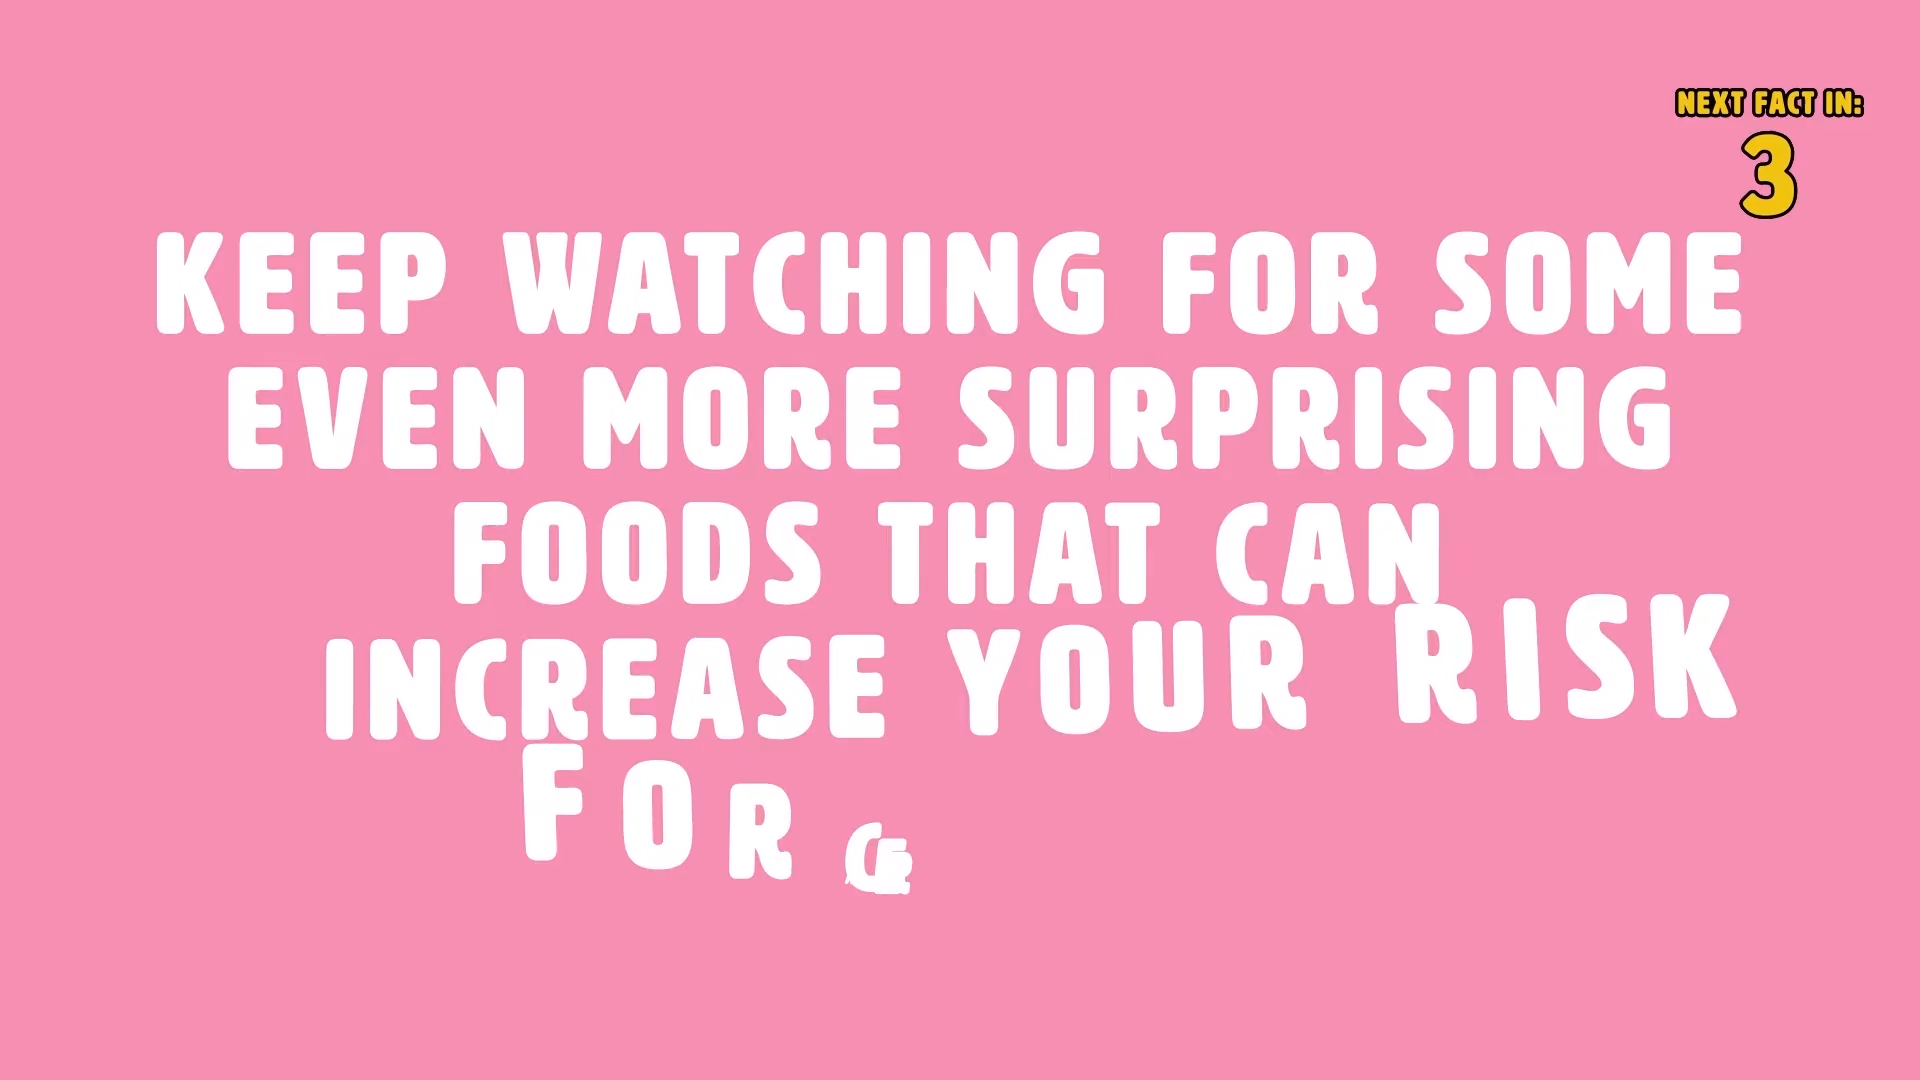 NEXT FACT IN:
3
KEEP WATCHING FOR SOME
EVEN MORE SURPRISING
FOODS THAT CAN
INCREASE YOUR RISK
FOR